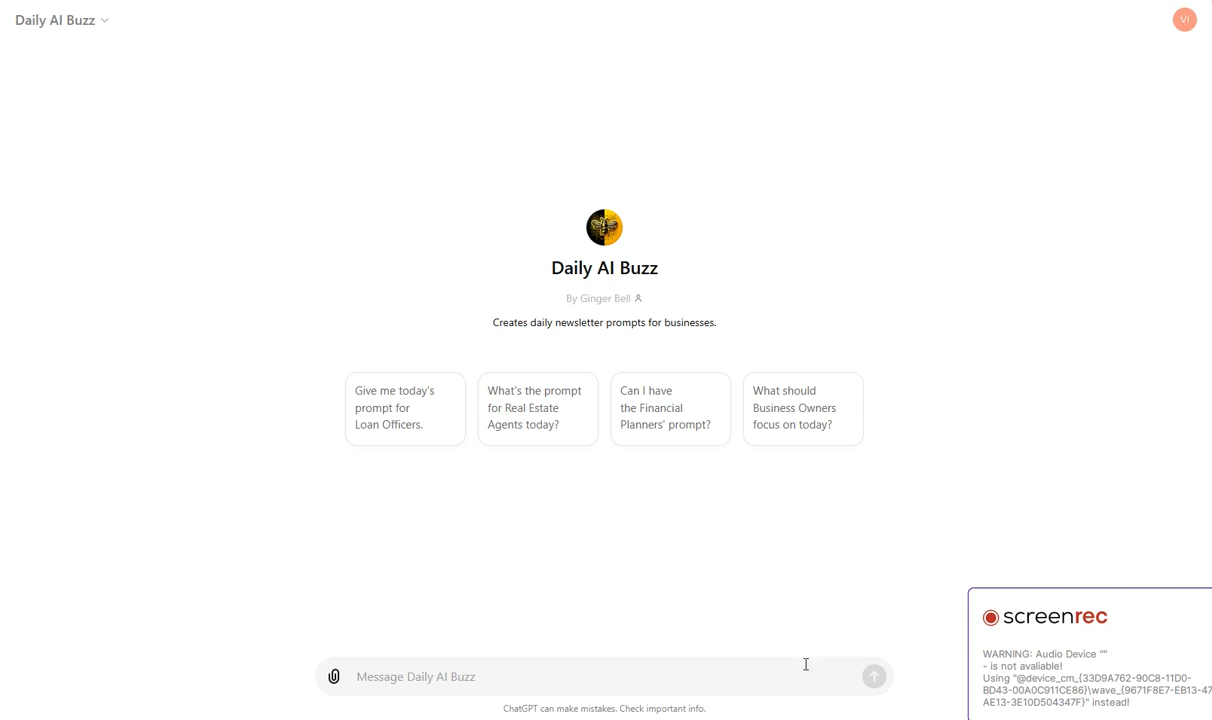 Daily AI Buzz
VI
Daily AI Buzz
By Ginger Bell
Creates daily newsletter prompts for businesses.
Give me today's
prompt for
Loan Officers.
What's the prompt
for Real Estate
Agents today?
Can I have
the Financial
Planners' prompt?
What should
Business Owners
focus on today?
Message Daily AI Buzz
ChatGPT can make mistakes. Check important info.
screenrec
WARNING: Audio Device ""
- is not avaliable!
Using "@device_cm_{33D9A762-90C8-11D0-
BD43-00A0C911CE86}\wave_{9671F8E7-EB13-47
AE13-3E10D504347F}" instead!